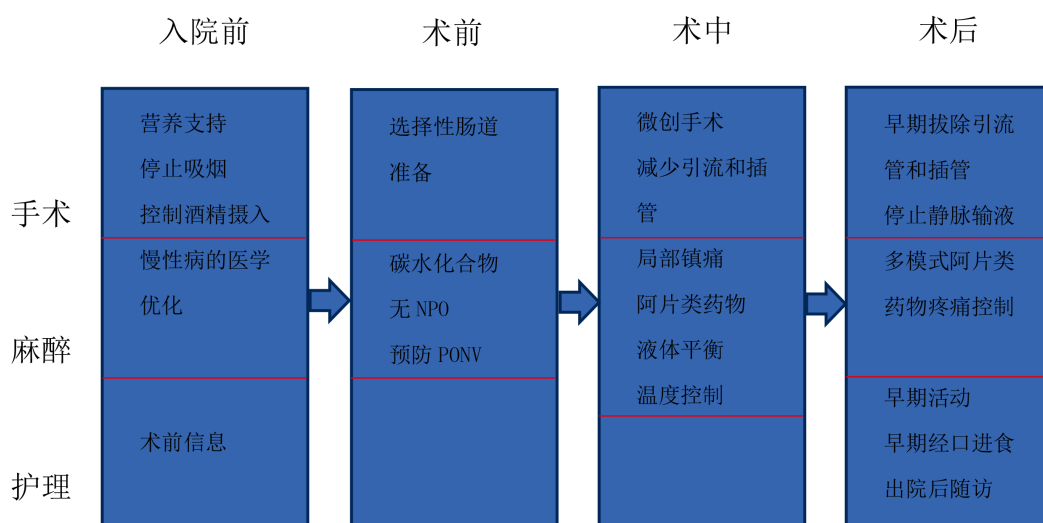 入院前
术前
术中
术后
手术
麻醉
护理
营养支持
停止吸烟
控制酒精摄入
慢性病的医学
优化
术前信息
选择性肠道
准备
碳水化合物
无 NPO
预防 PONV
微创手术
减少引流和插
管
局部镇痛
阿片类药物
液体平衡
温度控制
早期拔除引流
管和插管
停止静脉输液
多模式阿片类
药物疼痛控制
早期活动
早期经口进食
出院后随访